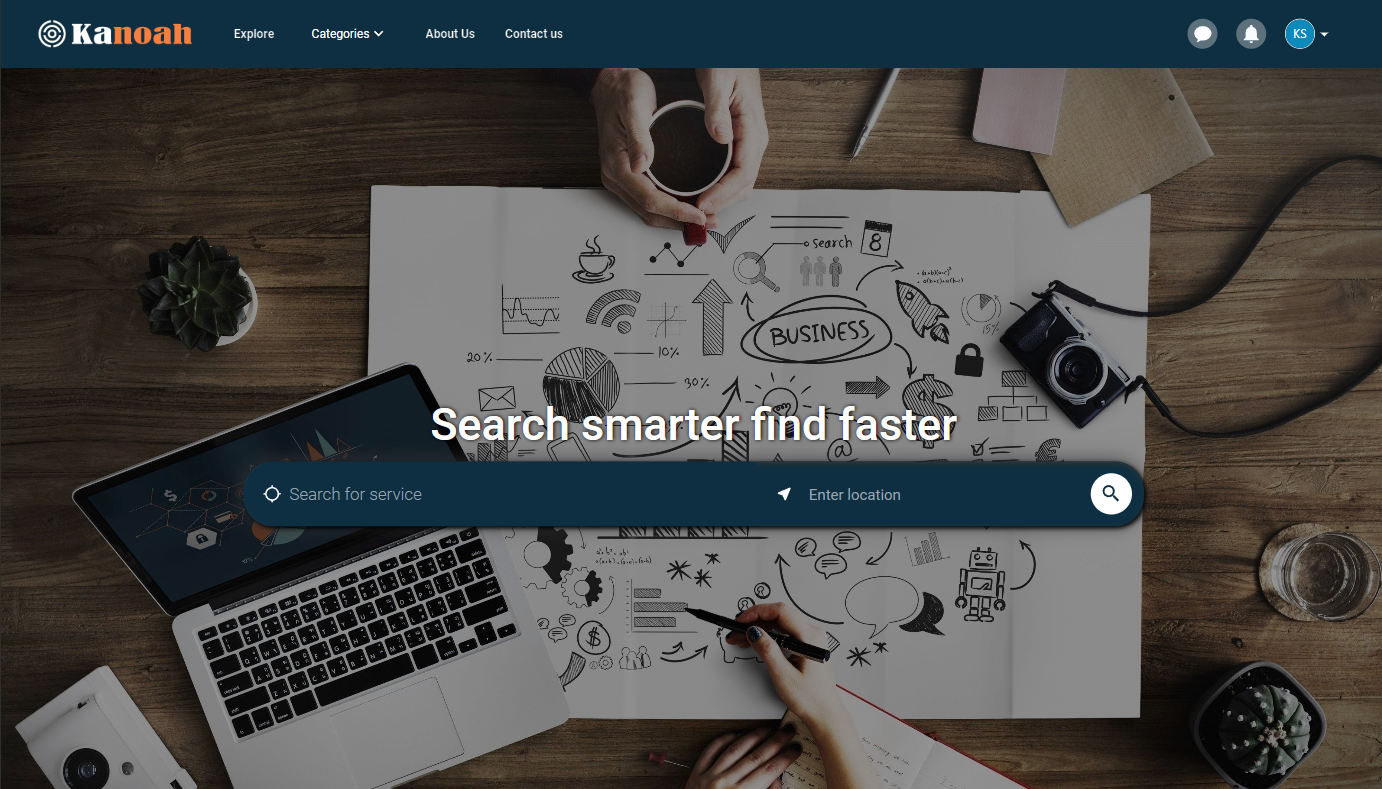 Kanoah
Explore
Categories
About Us
Contact us
KS
search
8
BUSINESS
15%
20%
10%
30%
Search smarter find faster
@
$
€
Search for service
Enter location
$
$